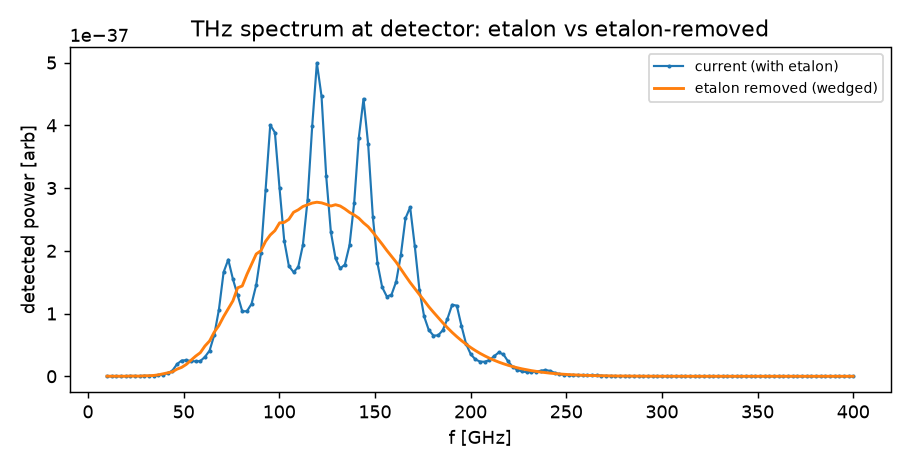 THz spectrum at detector: etalon vs etalon-removed
1e−37
current (with etalon)
etalon removed (wedged)
5
4
3
2
1
0
detected power [arb]
0 50 100 150 200 250 300 350 400
f [GHz]